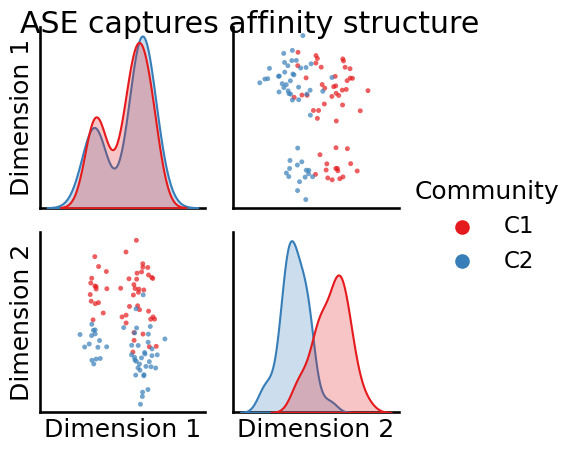 ASE captures affinity structure
Dimension 1
Community
C1
C2
Dimension 2
Dimension 1
Dimension 2